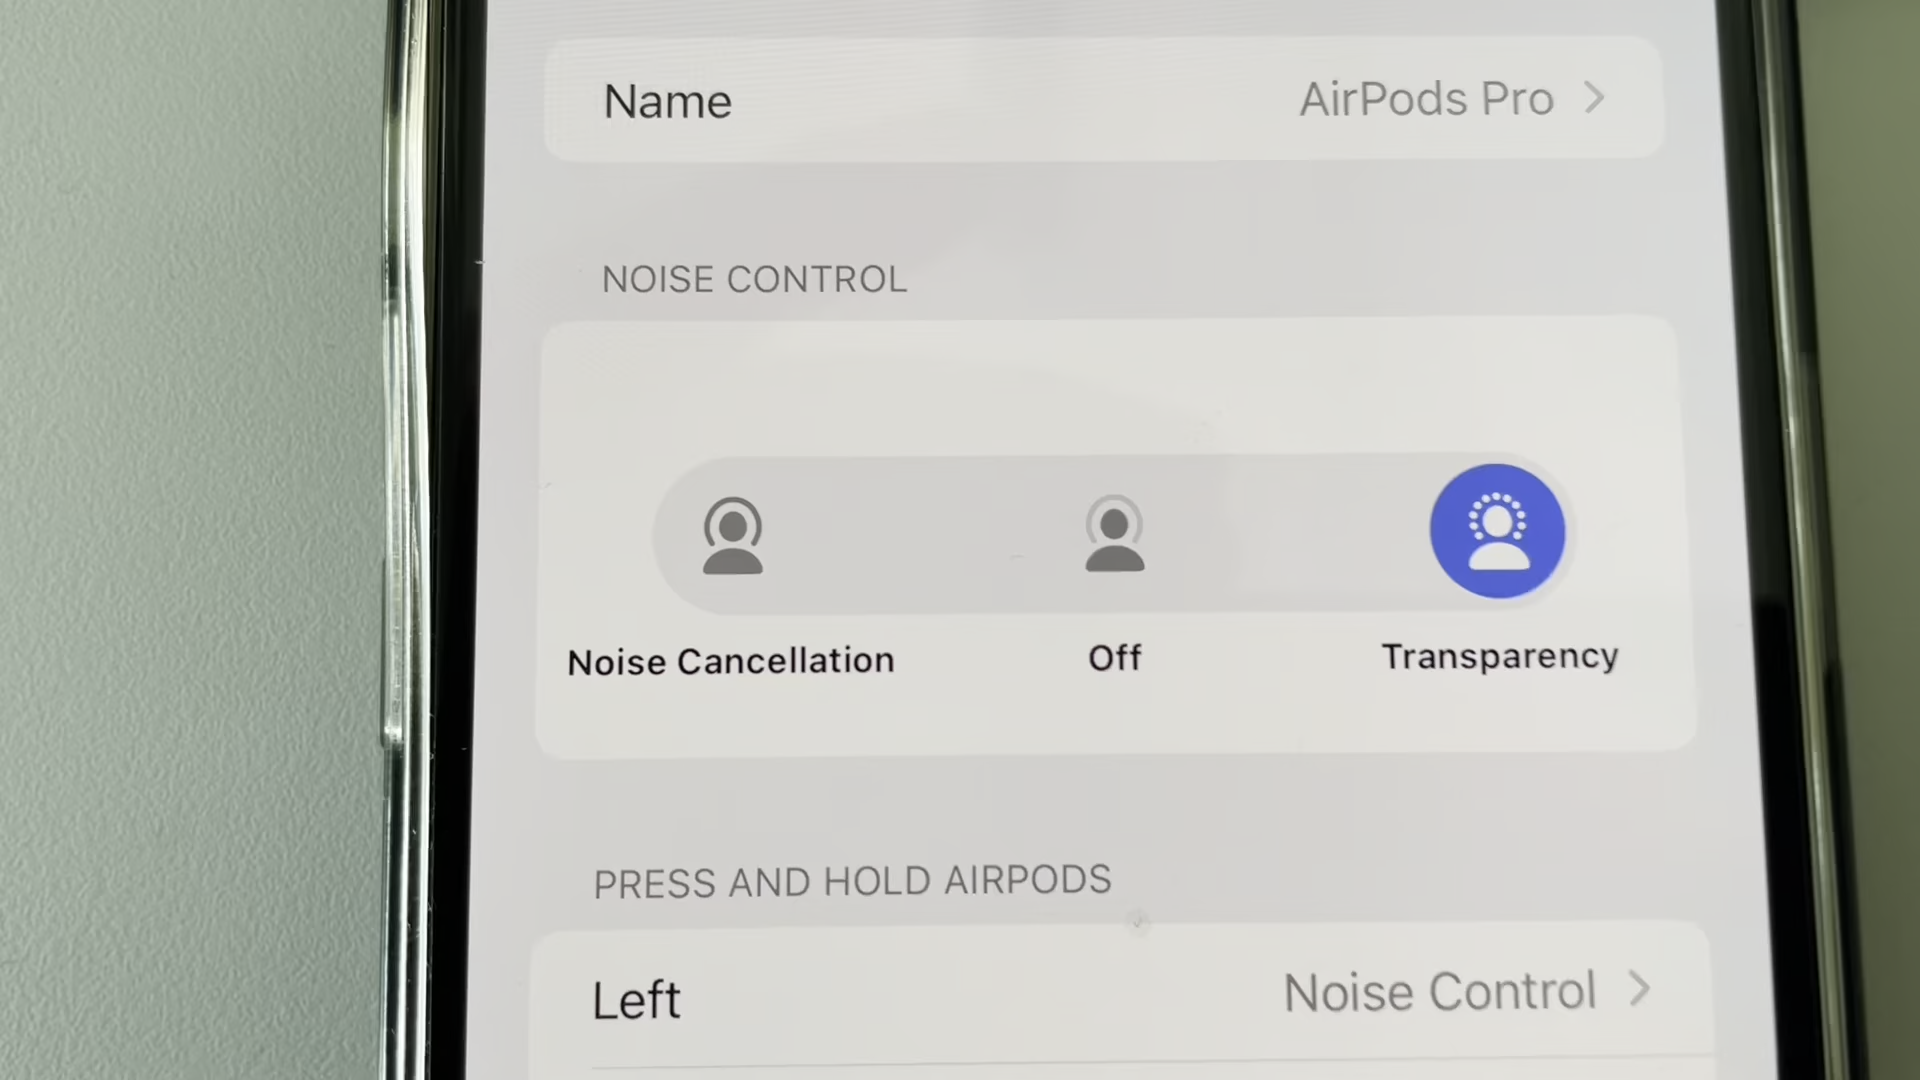 Name AirPods Pro
NOISE CONTROL
Noise Cancellation Off Transparency
PRESS AND HOLD AIRPODS
Left Noise Control